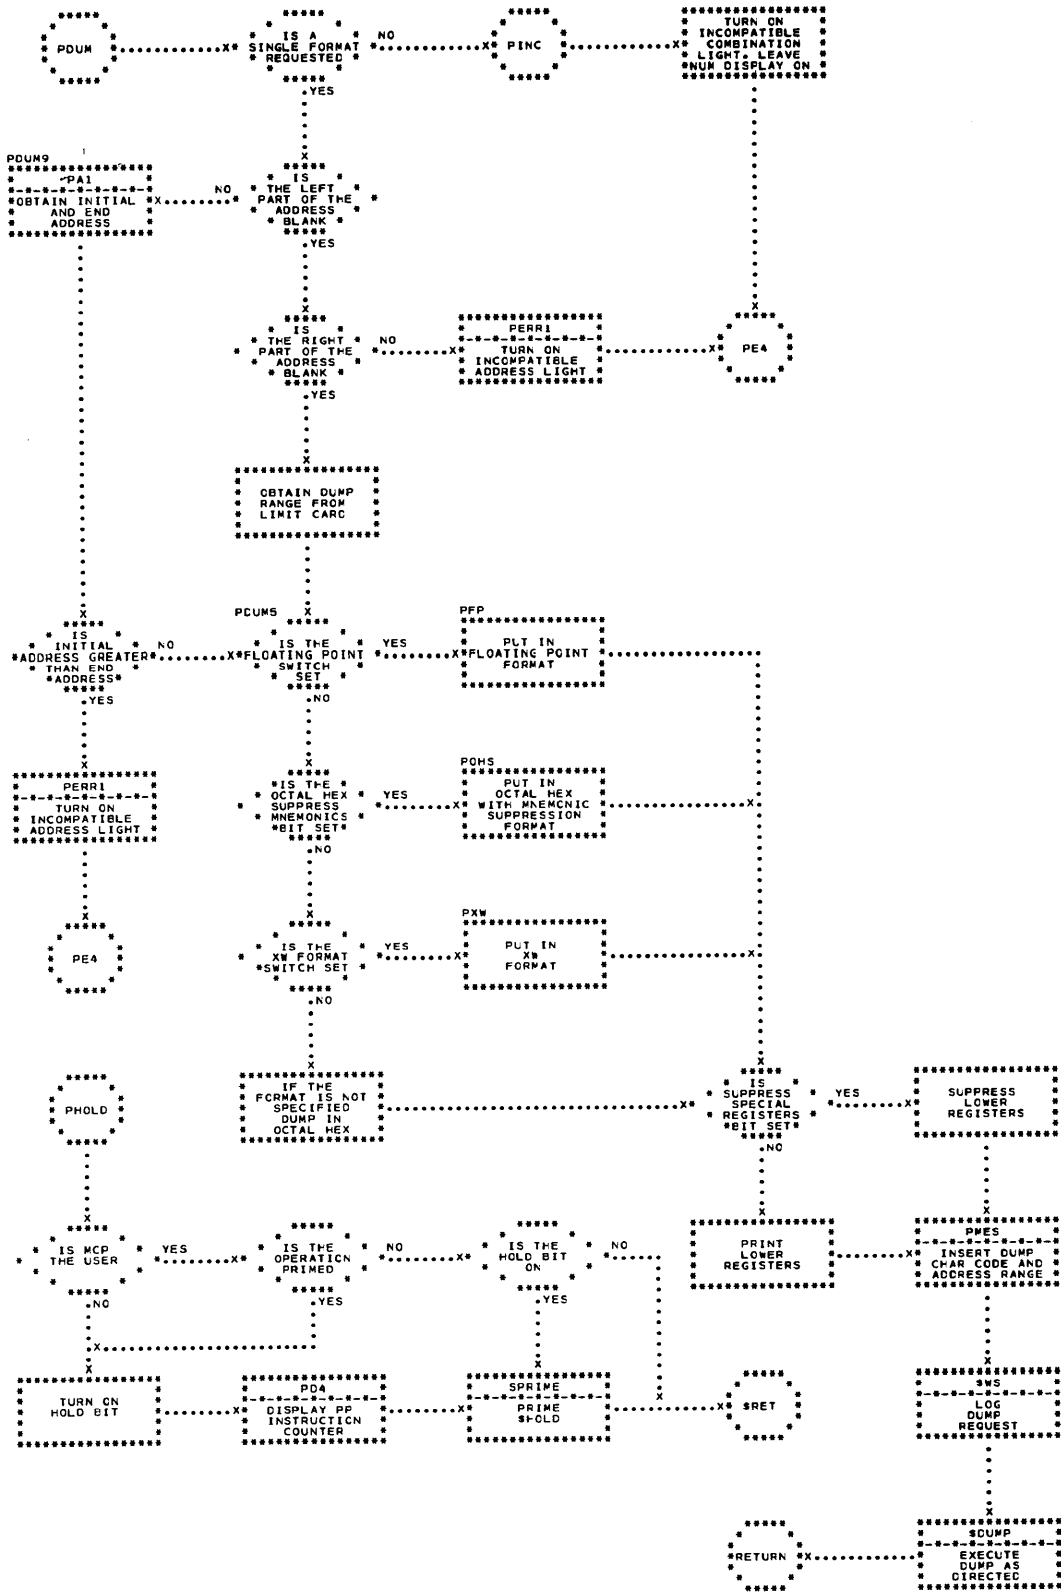 PDUM
IS A
SINGLE FORMAT
REQUESTED
NO
PINC
TURN ON
INCOMPATIBLE
COMBINATION
LIGHT. LEAVE
NUM DISPLAY ON
YES
PDUM9
PA1
OBTAIN INITIAL
AND END
ADDRESS
NO
IS
THE LEFT
PART OF THE
ADDRESS
BLANK
YES
IS
THE RIGHT
PART OF THE
ADDRESS
BLANK
NO
PERR1
TURN ON
INCOMPATIBLE
ADDRESS LIGHT
PE4
YES
OBTAIN DUMP
RANGE FROM
LIMIT CARD
IS
INITIAL
ADDRESS GREATER
THAN END
ADDRESS
NO
PDUM5
IS THE
FLOATING POINT
SWITCH
SET
YES
PFP
PUT IN
FLOATING POINT
FORMAT
YES
NO
PERR1
TURN ON
INCOMPATIBLE
ADDRESS LIGHT
IS THE
OCTAL HEX
SUPPRESS
MNEMONICS
BIT SET
YES
POHS
PUT IN
OCTAL HEX
WITH MNEMCNIC
SUPPRESSION
FORMAT
NO
PE4
IS THE
XW FORMAT
SWITCH SET
YES
PXW
PUT IN
XW
FORMAT
NO
PHOLD
IF THE
FORMAT IS NOT
SPECIFIED
DUMP IN
OCTAL HEX
IS
SUPPRESS
SPECIAL
REGISTERS
BIT SET
YES
SUPPRESS
LOWER
REGISTERS
NO
IS MCP
THE USER
YES
IS THE
OPERATION
PRIMED
NO
IS THE
HOLD BIT
ON
NO
PRINT
LOWER
REGISTERS
PMES
INSERT DUMP
CHAR CODE AND
ADDRESS RANGE
NO
YES
YES
TURN ON
HOLD BIT
PD4
DISPLAY PP
INSTRUCTION
COUNTER
SPRIME
PRIME
$HOLD
$RET
$WS
LOG
DUMP
REQUEST
RETURN
$DUMP
EXECUTE
DUMP AS
DIRECTED